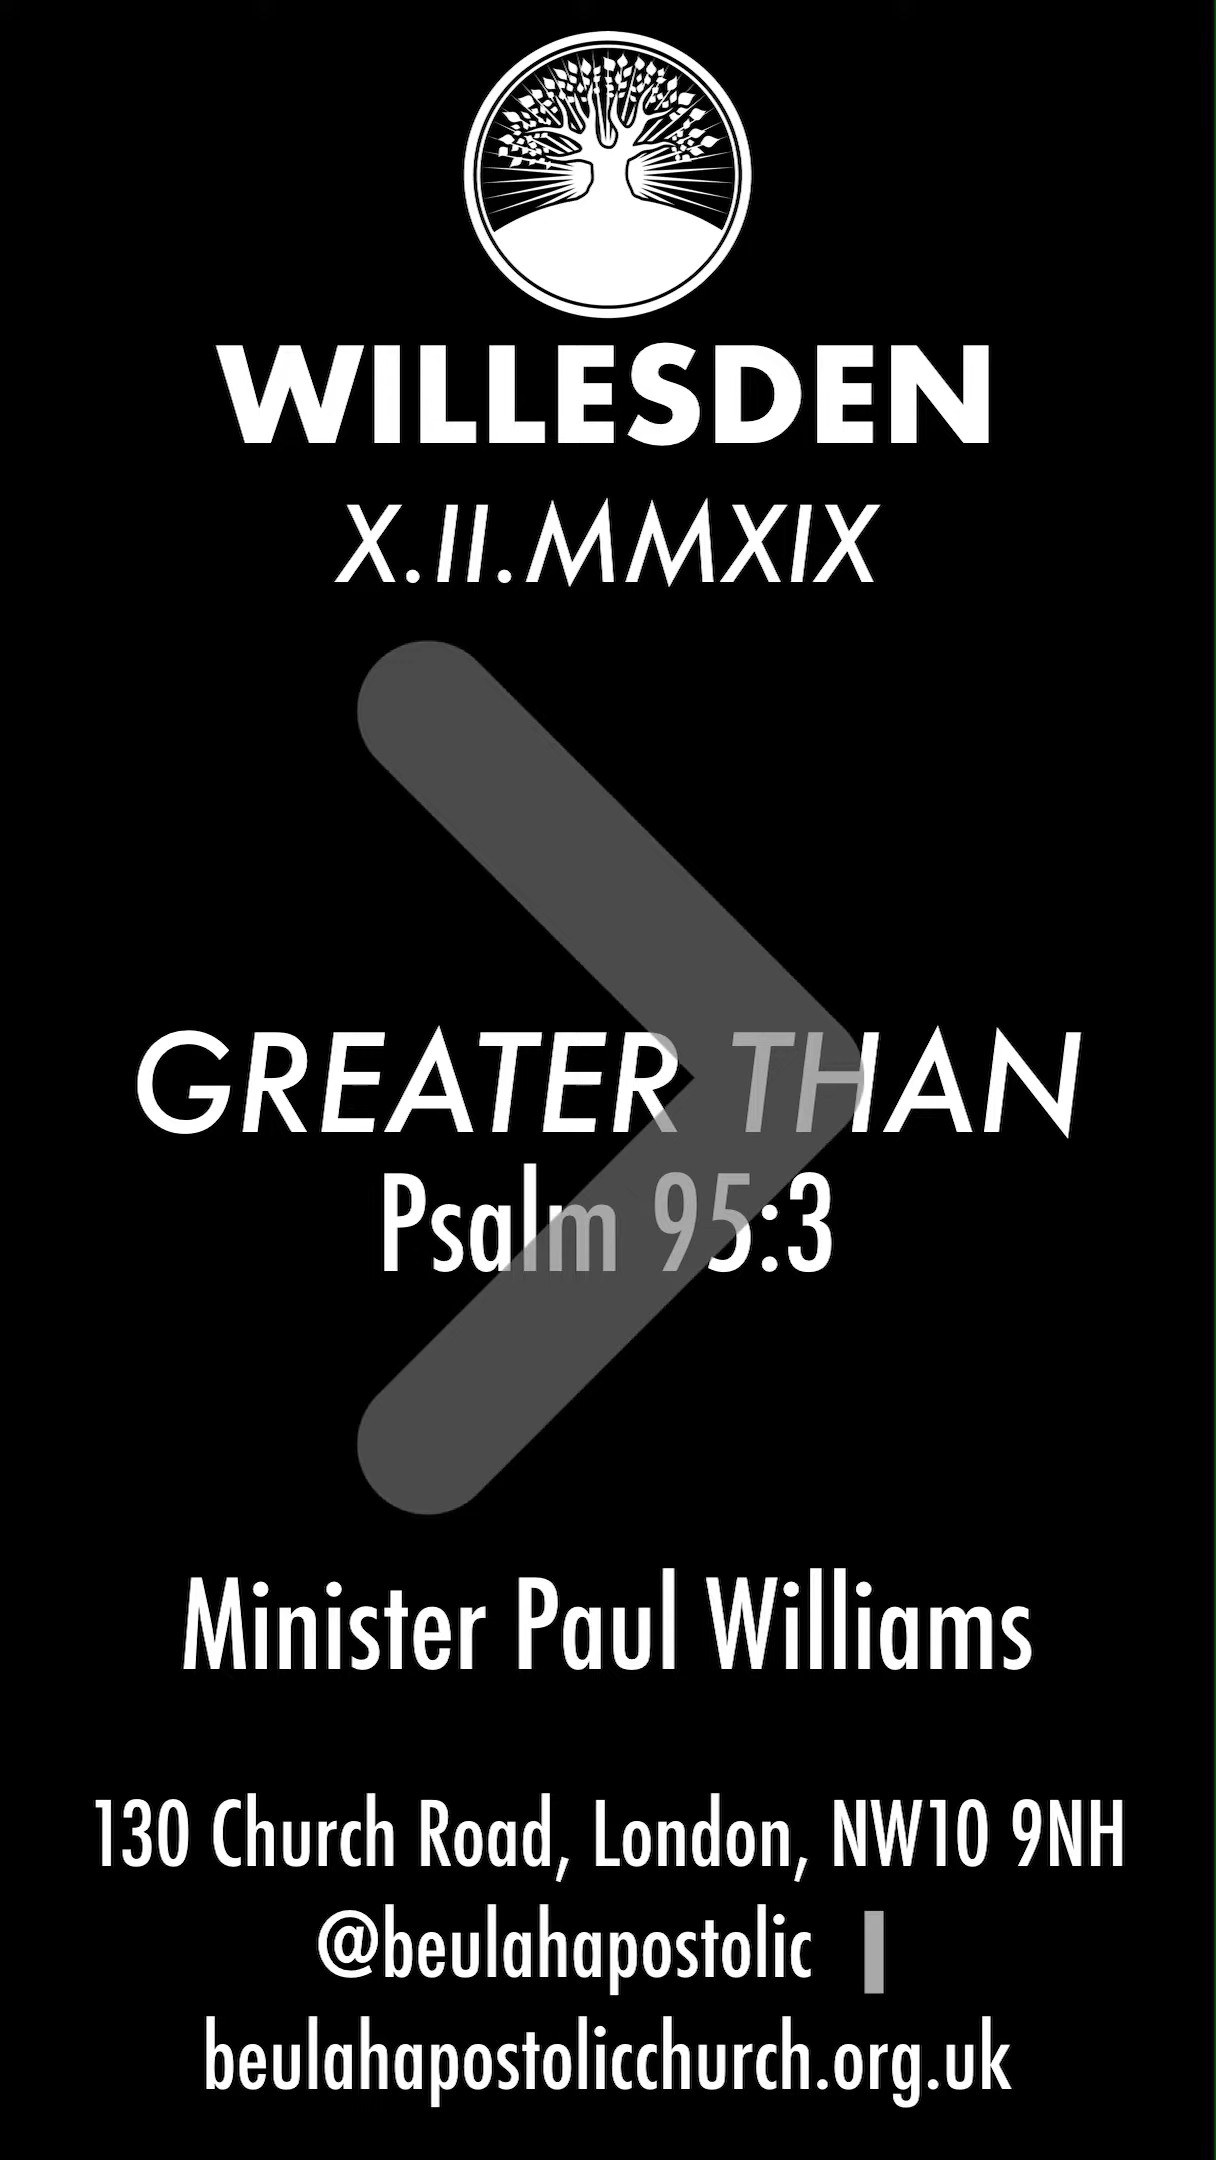 WILLESDEN
X.II.MMXIX
GREATER THAN
Psalm 95:3
Minister Paul Williams
130 Church Road, London, NW10 9NH
@beulahapostolic |
beulahapostolicchurch.org.uk